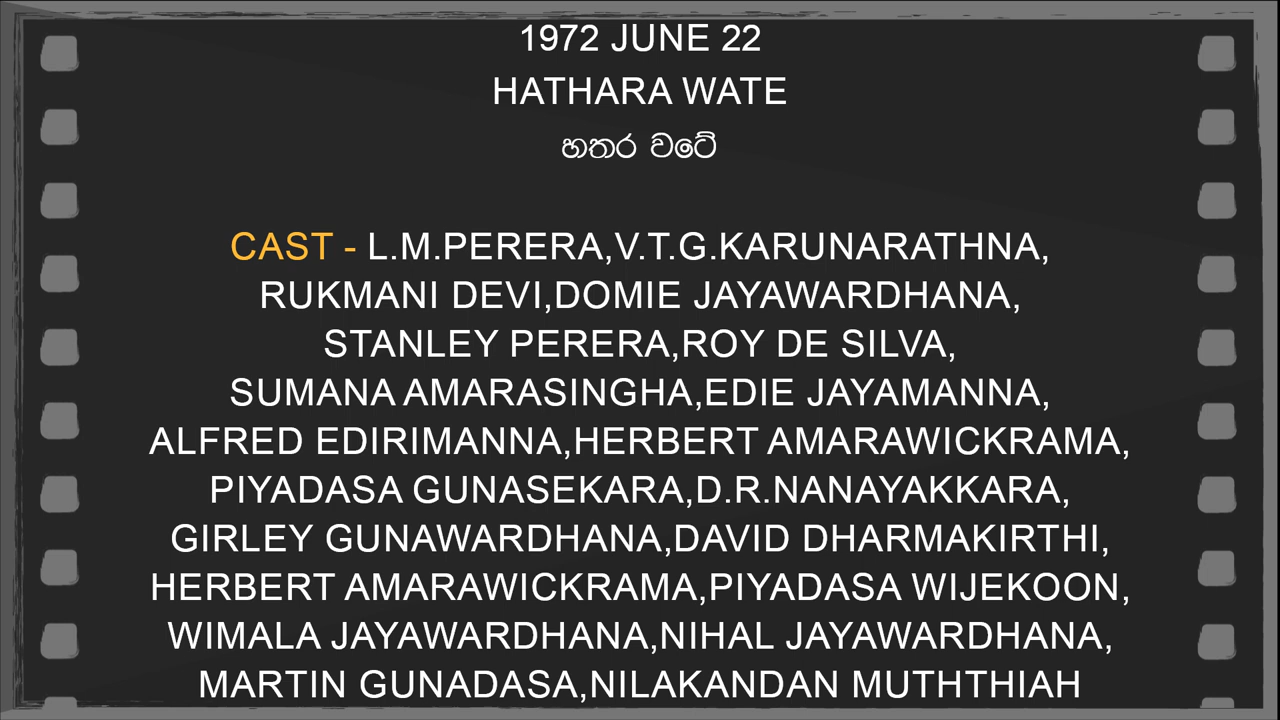 1972 JUNE 22
HATHARA WATE
හතර වටේ
CAST - L.M.PERERA,V.T.G.KARUNARATHNA,
RUKMANI DEVI,DOMIE JAYAWARDHANA,
STANLEY PERERA,ROY DE SILVA,
SUMANA AMARASINGHA,EDIE JAYAMANNA,
ALFRED EDIRIMANNA,HERBERT AMARAWICKRAMA,
PIYADASA GUNASEKARA,D.R.NANAYAKKARA,
GIRLEY GUNAWARDHANA,DAVID DHARMAKIRTHI,
HERBERT AMARAWICKRAMA,PIYADASA WIJEKOON,
WIMALA JAYAWARDHANA,NIHAL JAYAWARDHANA,
MARTIN GUNADASA,NILAKANDAN MUTHTHIAH